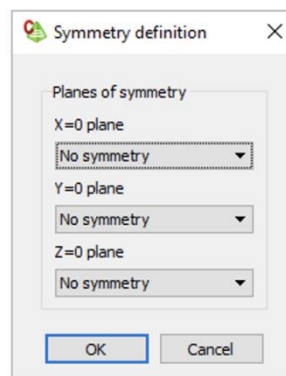 Symmetry definition
Planes of symmetry
X=0 plane
No symmetry
Y=0 plane
No symmetry
Z=0 plane
No symmetry
OK Cancel